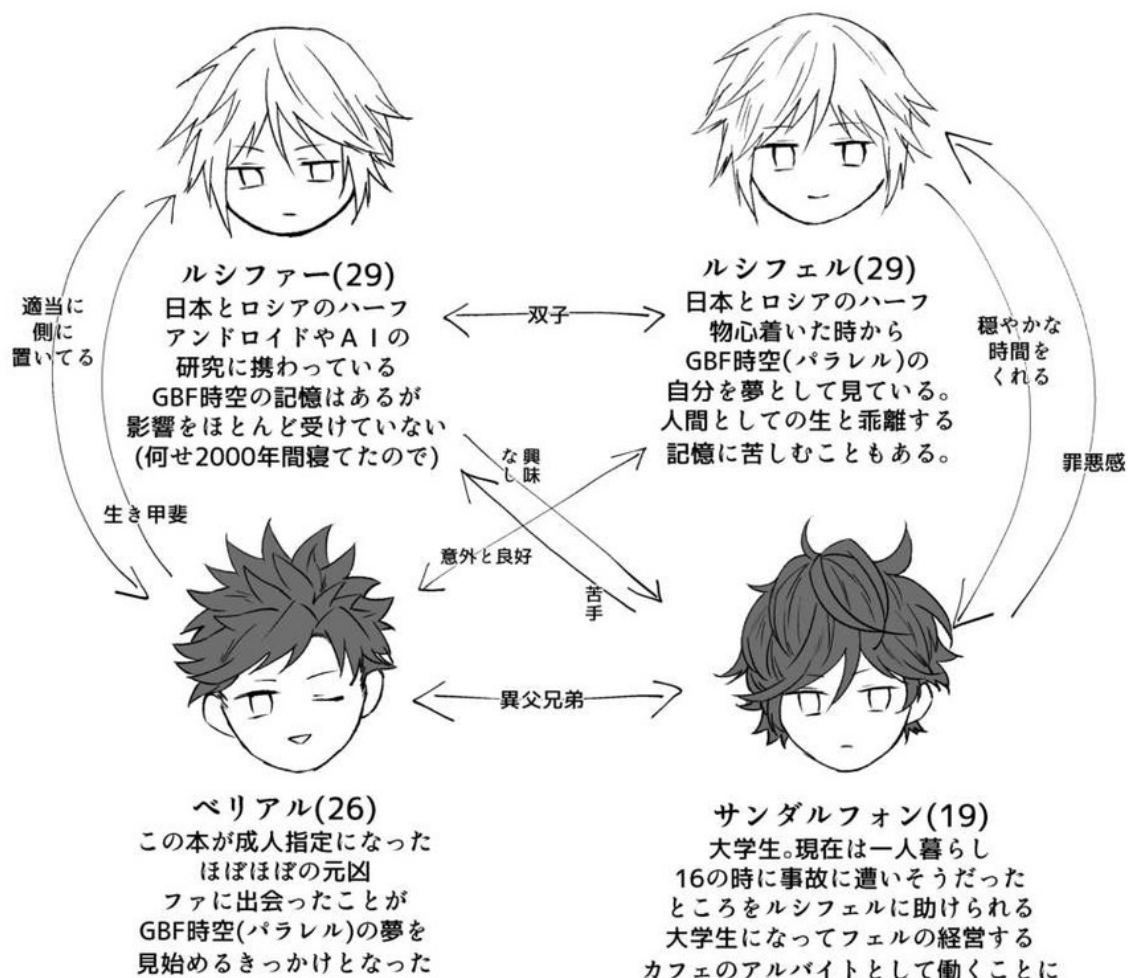 ルシファー(29)
日本とロシアのハーフ
アンドロイドやＡＩの
研究に携わっている
GBF時空の記憶はあるが
影響をほとんど受けていない
(何せ2000年間寝てたので)
双子
ルシフェル(29)
日本とロシアのハーフ
物心着いた時から
GBF時空(パラレル)の
自分を夢として見ている。
人間としての生と乖離する
記憶に苦しむこともある。
適当に
側に
置いてる
生き甲斐
興味
なし
意外と良好
苦手
穏やかな
時間を
くれる
罪悪感
異父兄弟
ベリアル(26)
この本が成人指定になった
ほぼほぼの元凶
ファに出会ったことが
GBF時空(パラレル)の夢を
見始めるきっかけとなった
サンダルフォン(19)
大学生。現在は一人暮らし
16の時に事故に遭いそうだった
ところをルシフェルに助けられる
大学生になってフェルの経営する
カフェのアルバイトとして働くことに